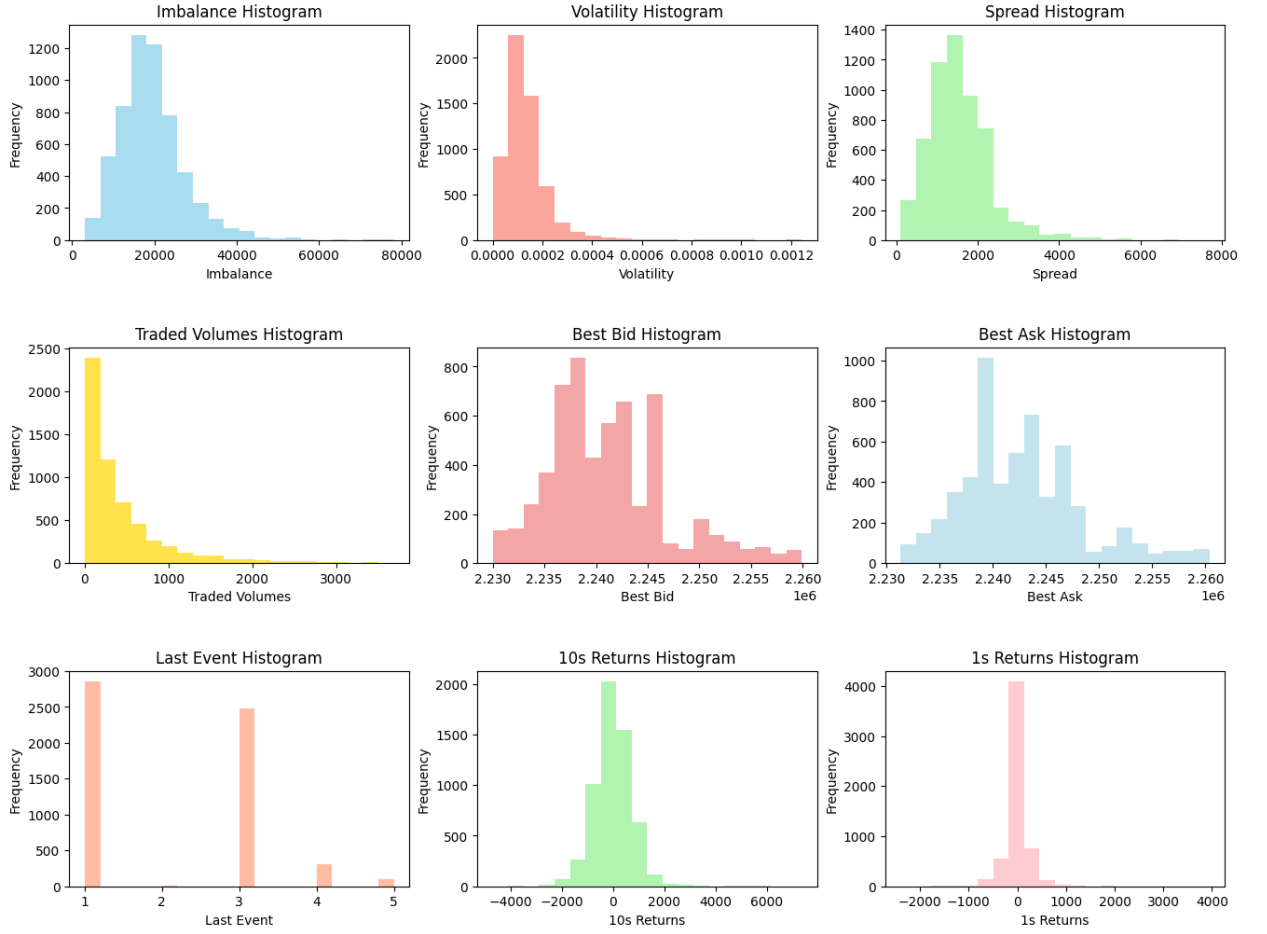 Imbalance Histogram
Frequency
0
200
400
600
800
1000
1200
0 20000 40000 60000 80000
Imbalance
Volatility Histogram
Frequency
0
500
1000
1500
2000
0.0000 0.0002 0.0004 0.0006 0.0008 0.0010 0.0012
Volatility
Spread Histogram
Frequency
0
200
400
600
800
1000
1200
1400
0 2000 4000 6000 8000
Spread
Traded Volumes Histogram
Frequency
0
500
1000
1500
2000
2500
0 1000 2000 3000
Traded Volumes
Best Bid Histogram
Frequency
0
200
400
600
800
2.230 2.235 2.240 2.245 2.250 2.255 2.260
1e6
Best Bid
Best Ask Histogram
Frequency
0
200
400
600
800
1000
2.230 2.235 2.240 2.245 2.250 2.255 2.260
1e6
Best Ask
Last Event Histogram
Frequency
0
500
1000
1500
2000
2500
3000
1 2 3 4 5
Last Event
10s Returns Histogram
Frequency
0
500
1000
1500
2000
−4000 −2000 0 2000 4000 6000
10s Returns
1s Returns Histogram
Frequency
0
1000
2000
3000
4000
−2000 −1000 0 1000 2000 3000 4000
1s Returns